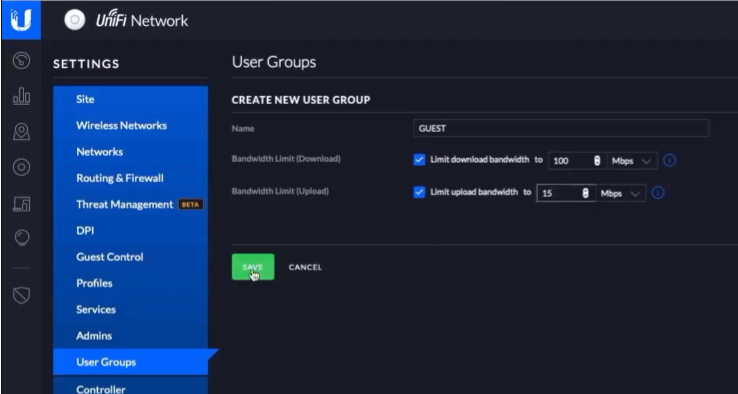 UniFi Network
SETTINGS
Site
Wireless Networks
Networks
Routing & Firewall
Threat Management BETA
DPI
Guest Control
Profiles
Services
Admins
User Groups
Controller
User Groups
CREATE NEW USER GROUP
Name GUEST
Bandwidth Limit (Download) Limit download bandwidth to 100 Mbps
Bandwidth Limit (Upload) Limit upload bandwidth to 15 Mbps
SAVE CANCEL